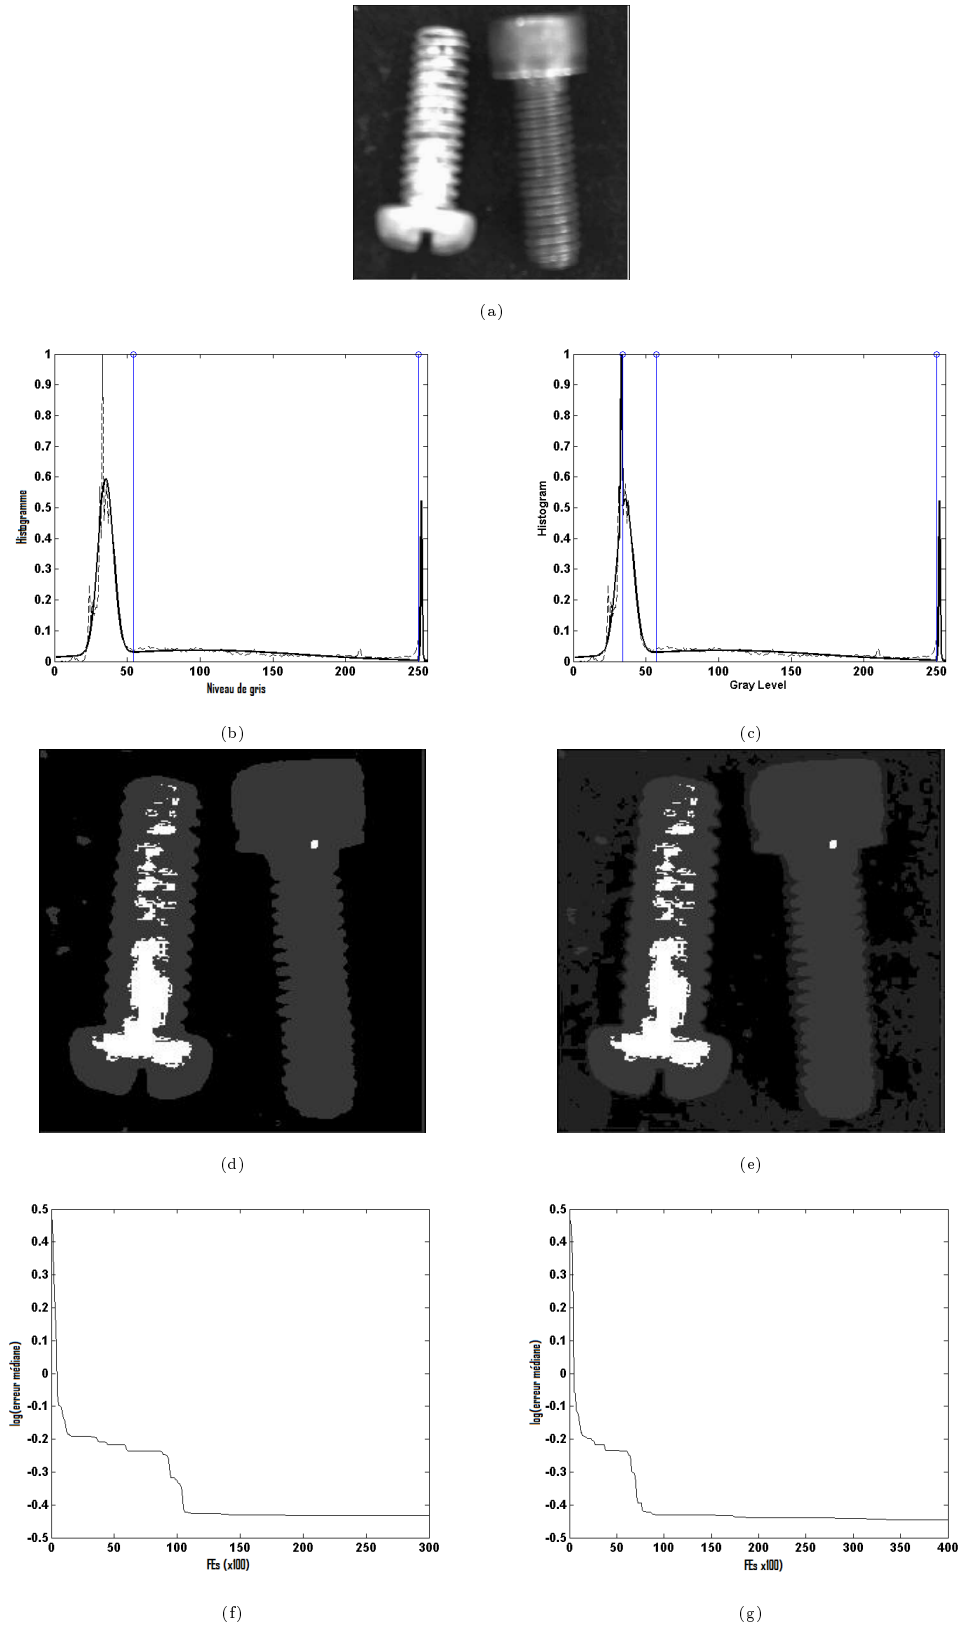 (a)
1
0.9
0.8
0.7
0.6
0.5
0.4
0.3
0.2
0.1
0
Histogramme
0 50 100 150 200 250
Niveau de gris
(b)
1
0.9
0.8
0.7
0.6
0.5
0.4
0.3
0.2
0.1
0
Histogram
0 50 100 150 200 250
Gray Level
(c)
(d)
(e)
0.5
0.4
0.3
0.2
0.1
0
-0.1
-0.2
-0.3
-0.4
-0.5
log(erreur médiane)
0 50 100 150 200 250 300
FEs (x100)
(f)
0.5
0.4
0.3
0.2
0.1
0
-0.1
-0.2
-0.3
-0.4
-0.5
log(erreur médiane)
0 50 100 150 200 250 300 350 400
FEs x100)
(g)